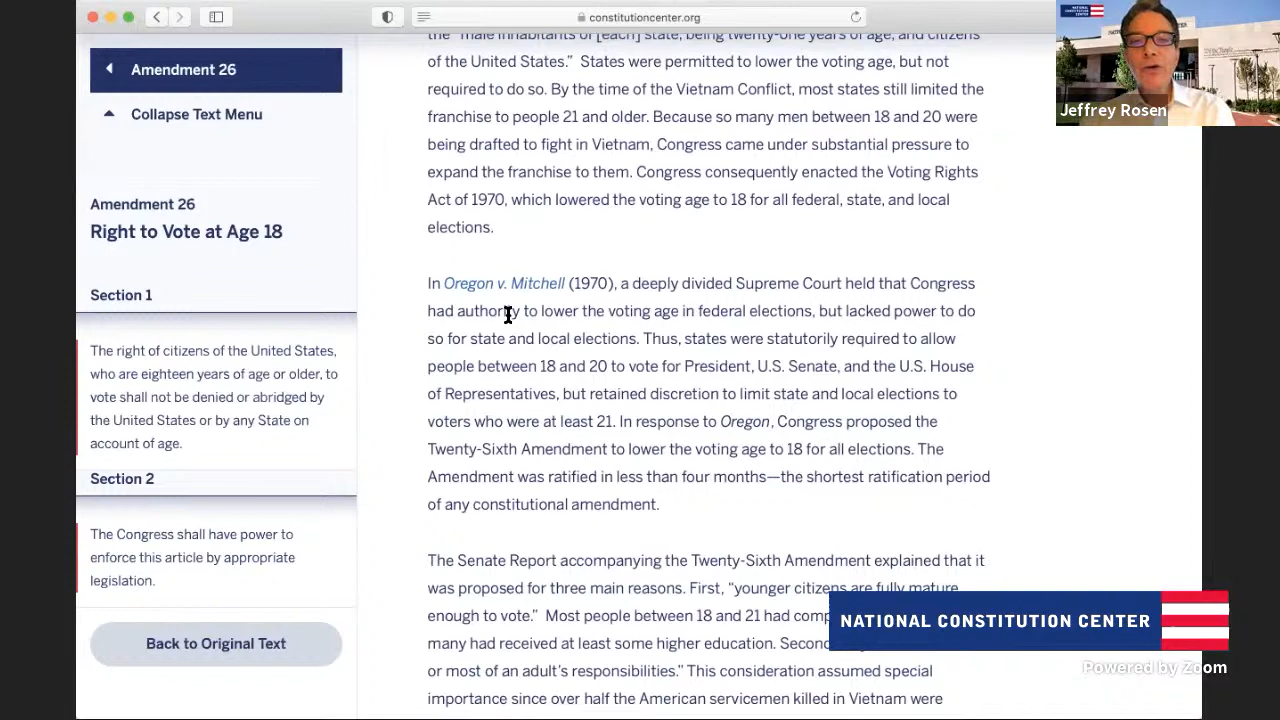 constitutioncenter.org
Amendment 26
Collapse Text Menu
Amendment 26
Right to Vote at Age 18
Section 1
The right of citizens of the United States,
who are eighteen years of age or older, to
vote shall not be denied or abridged by
the United States or by any State on
account of age.
Section 2
The Congress shall have power to
enforce this article by appropriate
legislation.
Back to Original Text
the “male inhabitants of [each] state, being twenty-one years of age, and citizens
of the United States.” States were permitted to lower the voting age, but not
required to do so. By the time of the Vietnam Conflict, most states still limited the
franchise to people 21 and older. Because so many men between 18 and 20 were
being drafted to fight in Vietnam, Congress came under substantial pressure to
expand the franchise to them. Congress consequently enacted the Voting Rights
Act of 1970, which lowered the voting age to 18 for all federal, state, and local
elections.
In Oregon v. Mitchell (1970), a deeply divided Supreme Court held that Congress
had authority to lower the voting age in federal elections, but lacked power to do
so for state and local elections. Thus, states were statutorily required to allow
people between 18 and 20 to vote for President, U.S. Senate, and the U.S. House
of Representatives, but retained discretion to limit state and local elections to
voters who were at least 21. In response to Oregon, Congress proposed the
Twenty-Sixth Amendment to lower the voting age to 18 for all elections. The
Amendment was ratified in less than four months—the shortest ratification period
of any constitutional amendment.
The Senate Report accompanying the Twenty-Sixth Amendment explained that it
was proposed for three main reasons. First, “younger citizens are fully mature
enough to vote.” Most people between 18 and 21 had
many had received at least some higher education.
or most of an adult’s responsibilities.” This consideration assumed special
importance since over half the American servicemen killed in Vietnam were
NATIONAL CONSTITUTION CENTER
Jeffrey Rosen
NATIONAL CONSTITUTION CENTER
Powered by Zoom